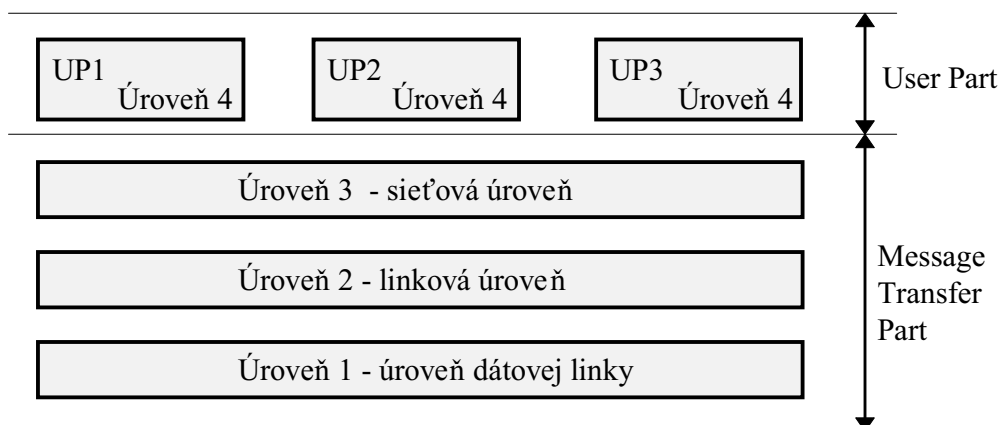 UP1
Úroveň 4
UP2
Úroveň 4
UP3
Úroveň 4
User Part
Úroveň 3 - sieťová úroveň
Úroveň 2 - linková úroveň
Úroveň 1 - úroveň dátovej linky
Message
Transfer
Part